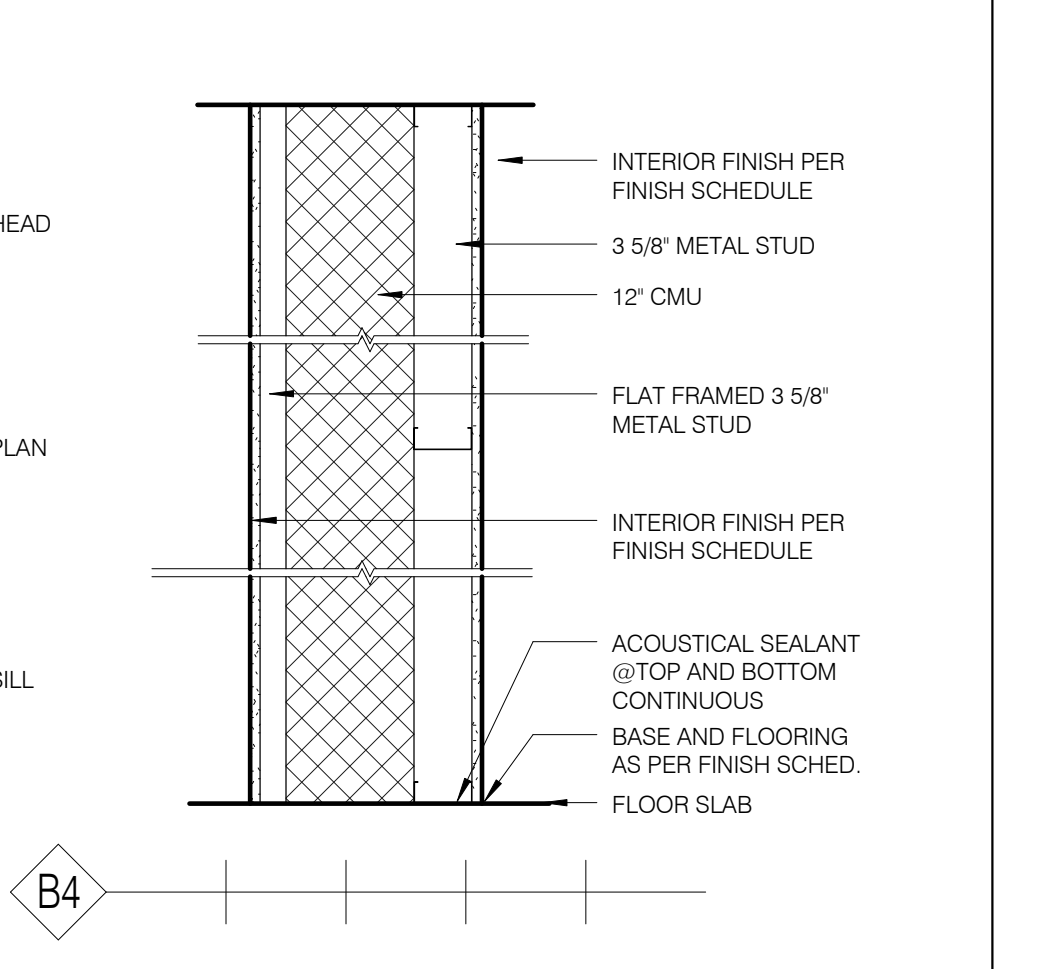 INTERIOR FINISH PER
FINISH SCHEDULE
HEAD
3 5/8" METAL STUD
12" CMU
FLAT FRAMED 3 5/8"
METAL STUD
PLAN
INTERIOR FINISH PER
FINISH SCHEDULE
ACOUSTICAL SEALANT
@TOP AND BOTTOM
CONTINUOUS
SILL
BASE AND FLOORING
AS PER FINISH SCHED.
FLOOR SLAB
B4